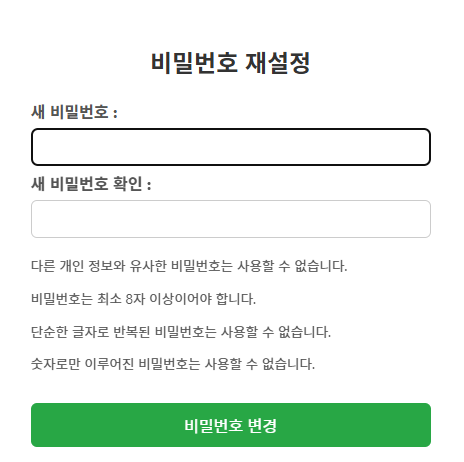 비밀번호 재설정
새 비밀번호 :
새 비밀번호 확인 :
다른 개인 정보와 유사한 비밀번호는 사용할 수 없습니다.
비밀번호는 최소 8자 이상이어야 합니다.
단순한 글자로 반복된 비밀번호는 사용할 수 없습니다.
숫자로만 이루어진 비밀번호는 사용할 수 없습니다.
비밀번호 변경